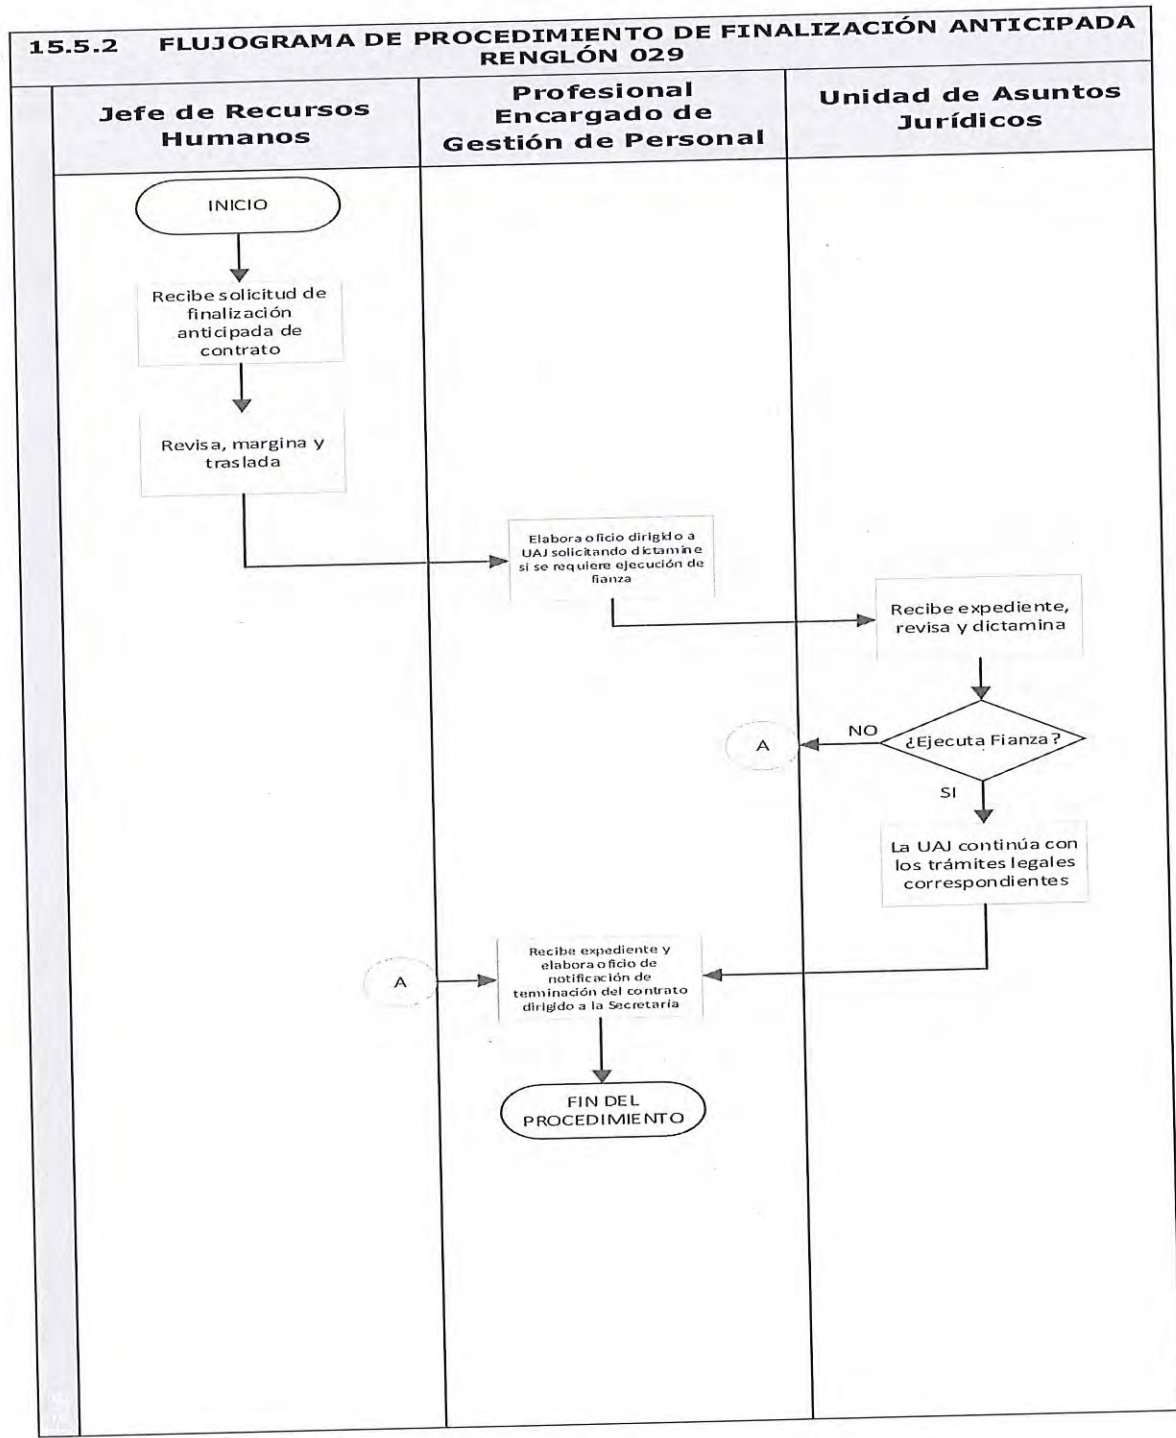 15.5.2 FLUJOGRAMA DE PROCEDIMIENTO DE FINALIZACIÓN ANTICIPADA
RENGLÓN 029
Jefe de Recursos
Humanos
Profesional
Encargado de
Gestión de Personal
Unidad de Asuntos
Jurídicos
INICIO
Recibe solicitud de
finalización
anticipada de
contrato
Revisa, margina y
traslada
Elabora oficio dirigido a
UAJ solicitando dictamine
si se requiere ejecución de
fianza
Recibe expediente,
revisa y dictamina
¿Ejecuta Fianza?
NO
A
SI
La UAJ continúa con
los trámites legales
correspondientes
A
Recibe expediente y
elabora oficio de
notificación de
terminación del contrato
dirigido a la Secretaría
FIN DEL
PROCEDIMIENTO